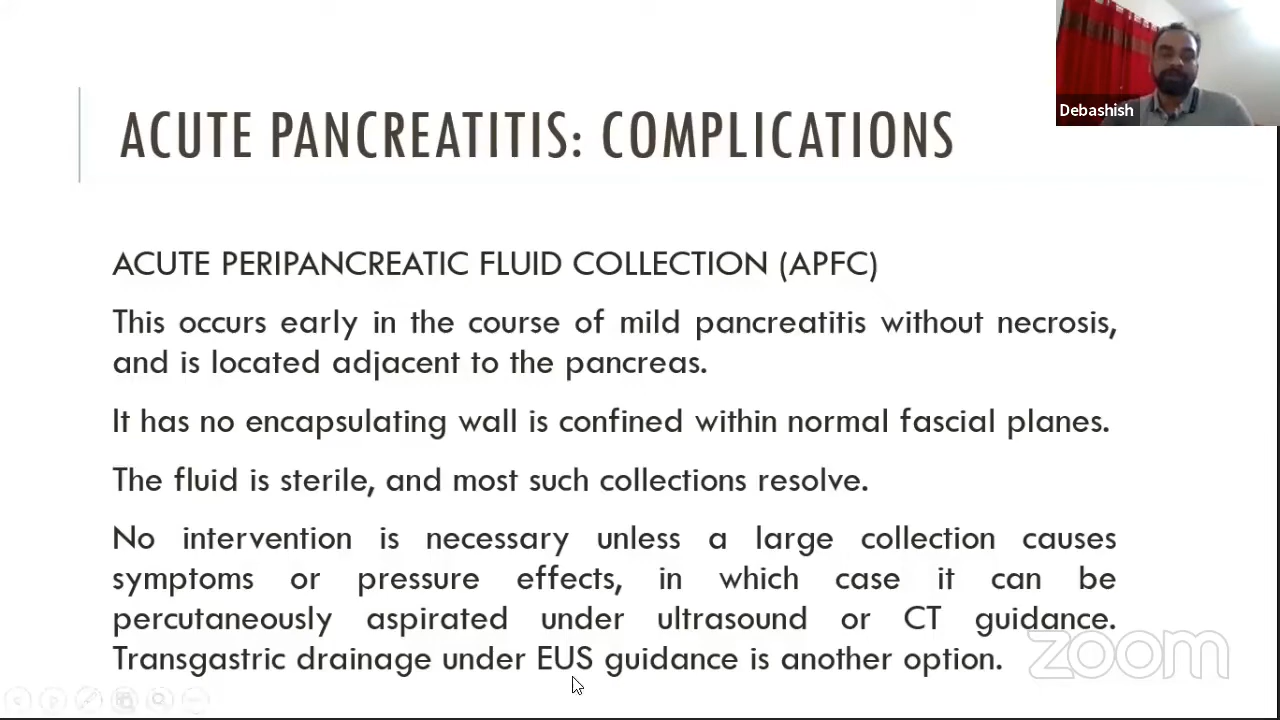 Debashish
ACUTE PANCREATITIS: COMPLICATIONS
ACUTE PERIPANCREATIC FLUID COLLECTION (APFC)
This occurs early in the course of mild pancreatitis without necrosis,
and is located adjacent to the pancreas.
It has no encapsulating wall is confined within normal fascial planes.
The fluid is sterile, and most such collections resolve.
No intervention is necessary unless a large collection causes
symptoms or pressure effects, in which case it can be
percutaneously aspirated under ultrasound or CT guidance.
Transgastric drainage under EUS guidance is another option.
zoom